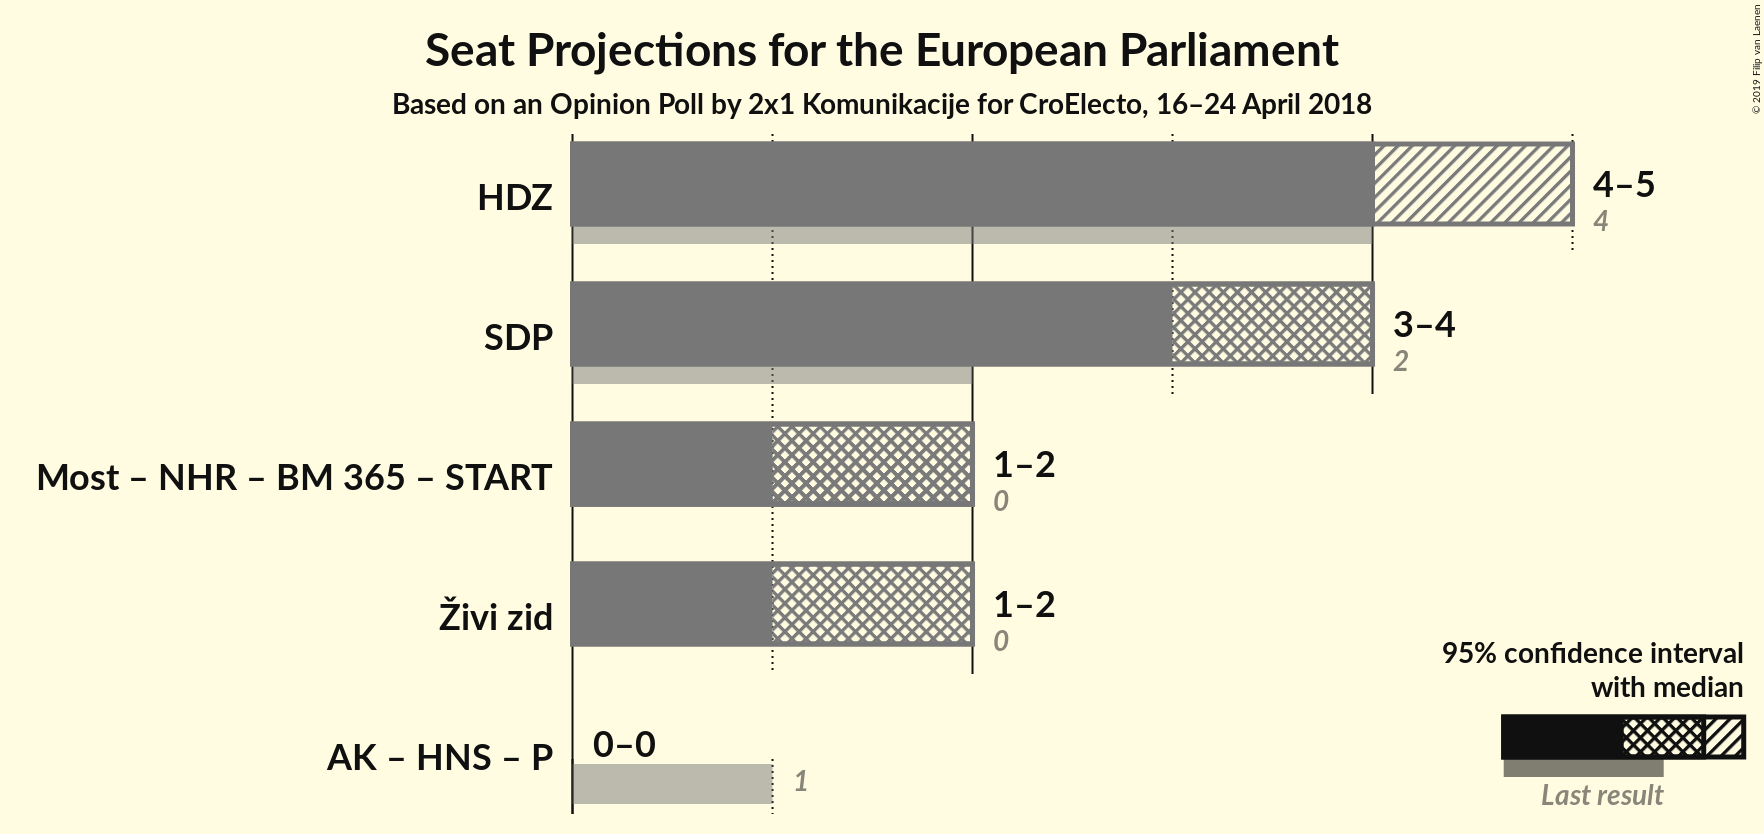 Seat Projections for the European Parliament
Based on an Opinion Poll by 2x1 Komunikacije for CroElecto, 16–24 April 2018
© 2019 Filip van Laenen
HDZ
4–5
4
SDP
3–4
2
Most – NHR – BM 365 – START
1–2
0
Živi zid
1–2
0
AK – HNS – P
0–0
1
95% confidence interval
with median
Last result